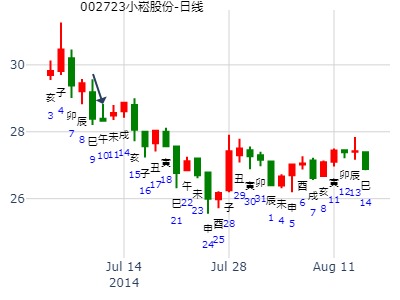 002723小崧股份-日线
30
28
26
亥 子 卯 辰 巳 午 未 戌 亥 子 丑 寅 巳 午 未 申 酉 子 丑 寅 卯 辰 未 申 酉 戌 亥 寅 卯 辰 巳
3 4 7 8 9 10 11 14 15 16 17 18 21 22 23 24 25 28 29 30 31 1 4 5 6 7 8 11 12 13 14
Jul 14 Jul 28 Aug 11
2014